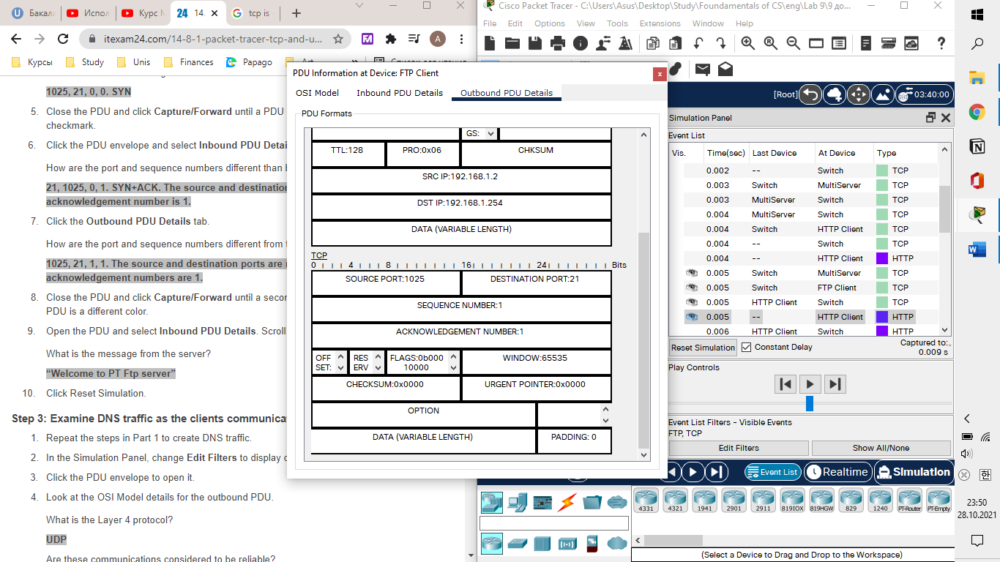 Бакала
Испол
Курс М
24
14.
tcp is
itexam24.com/14-8-1-packet-tracer-tcp-and-u...
A
Курсы
Study
Unis
Finances
Papago
1025, 21, 0, 0. SYN
5. Close the PDU and click Capture/Forward until a PDU
checkmark.
6. Click the PDU envelope and select Inbound PDU Detai
How are the port and sequence numbers different than b
21, 1025, 0, 1. SYN+ACK. The source and destination
acknowledgement number is 1.
7. Click the Outbound PDU Details tab.
How are the port and sequence numbers different from t
1025, 21, 1, 1. The source and destination ports are r
acknowledgement numbers are 1.
8. Close the PDU and click Capture/Forward until a secor
PDU is a different color.
9. Open the PDU and select Inbound PDU Details. Scroll
What is the message from the server?
“Welcome to PT Ftp server”
10. Click Reset Simulation.
Step 3: Examine DNS traffic as the clients communica
1. Repeat the steps in Part 1 to create DNS traffic.
2. In the Simulation Panel, change Edit Filters to display o
3. Click the PDU envelope to open it.
4. Look at the OSI Model details for the outbound PDU.
What is the Layer 4 protocol?
UDP
Are these communications considered to be reliable?
PDU Information at Device: FTP Client
x
OSI Model Inbound PDU Details Outbound PDU Details
PDU Formats
GS:
TTL:128 PRO:0x06 CHKSUM
SRC IP:192.168.1.2
DST IP:192.168.1.254
DATA (VARIABLE LENGTH)
TCP
0 4 8 16 24 Bits
SOURCE PORT:1025 DESTINATION PORT:21
SEQUENCE NUMBER:1
ACKNOWLEDGEMENT NUMBER:1
OFF
SET:
RES
ERV
FLAGS:0b000
10000
WINDOW:65535
CHECKSUM:0x0000 URGENT POINTER:0x0000
OPTION
DATA (VARIABLE LENGTH) PADDING: 0
Cisco Packet Tracer - C:\Users\Asus\Desktop\Study\Foundamentals of CS\eng\Lab 9\9 до...
File Edit Options View Tools Extensions Window Help
[Root] 03:40:00
Simulation Panel
Event List
Vis. Time(sec) Last Device At Device Type
0.002 -- Switch TCP
0.003 Switch MultiServer TCP
0.003 MultiServer Switch TCP
0.004 MultiServer Switch TCP
0.004 Switch HTTP Client TCP
0.004 -- Switch TCP
0.004 -- HTTP Client HTTP
0.005 Switch MultiServer TCP
0.005 Switch FTP Client TCP
0.005 HTTP Client Switch TCP
0.005 -- HTTP Client HTTP
0.006 HTTP Client Switch HTTP
Reset Simulation Constant Delay Captured to:
0.009 s
Play Controls
Event List Filters - Visible Events
FTP, TCP
Edit Filters Show All/None
Event List Realtime Simulation
4331 4321 1941 2901 2911 819IOX 819HGW 829 1240 PT-Router PT-Empty
(Select a Device to Drag and Drop to the Workspace)
한
23:50
28.10.2021